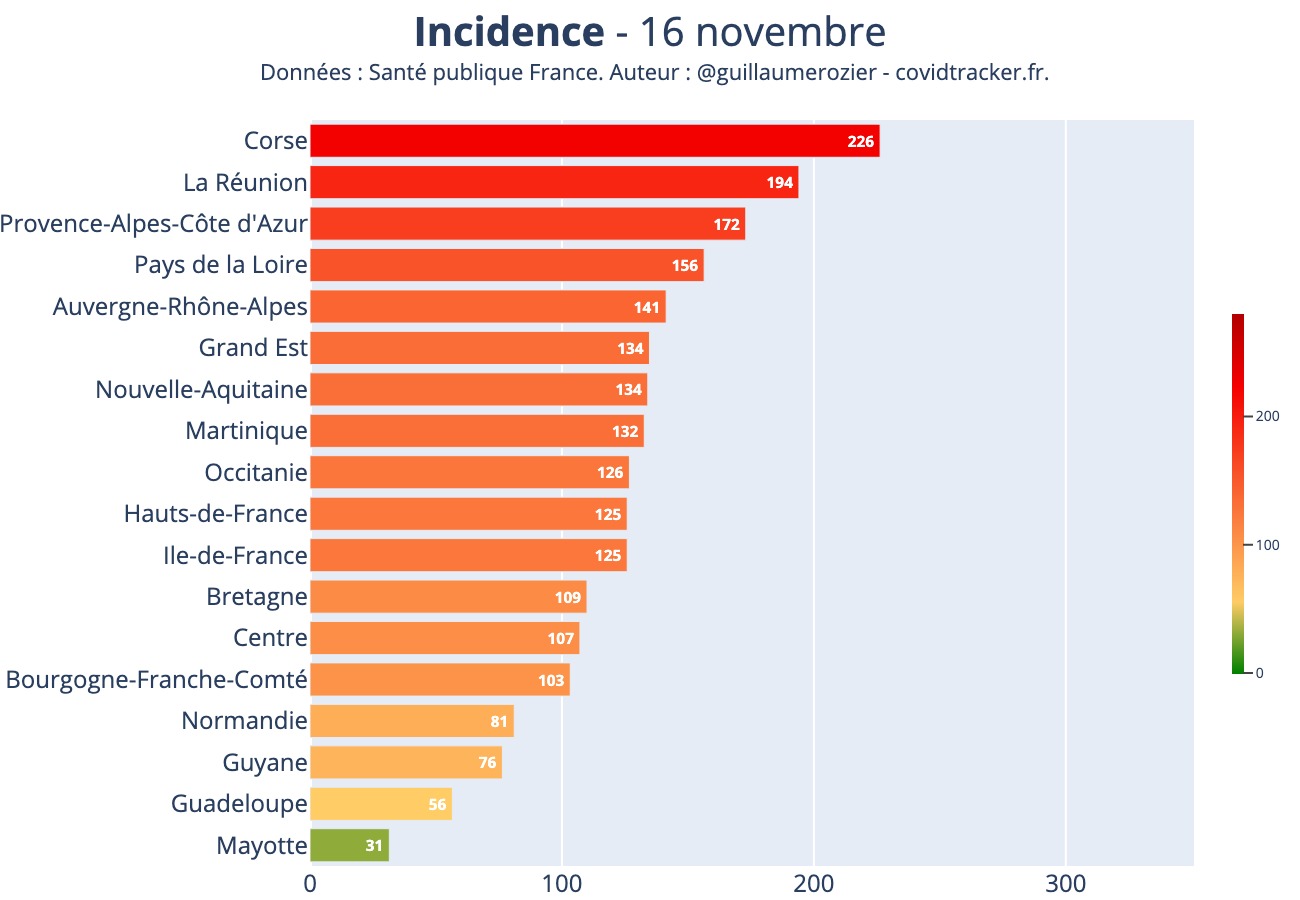 Incidence - 16 novembre
Données : Santé publique France. Auteur : @guillaumerozier - covidtracker.fr.
Corse 226
La Réunion 194
Provence-Alpes-Côte d'Azur 172
Pays de la Loire 156
Auvergne-Rhône-Alpes 141
Grand Est 134
Nouvelle-Aquitaine 134
Martinique 132
Occitanie 126
Hauts-de-France 125
Ile-de-France 125
Bretagne 109
Centre 107
Bourgogne-Franche-Comté 103
Normandie 81
Guyane 76
Guadeloupe 56
Mayotte 31
0 100 200 300
200
100
0